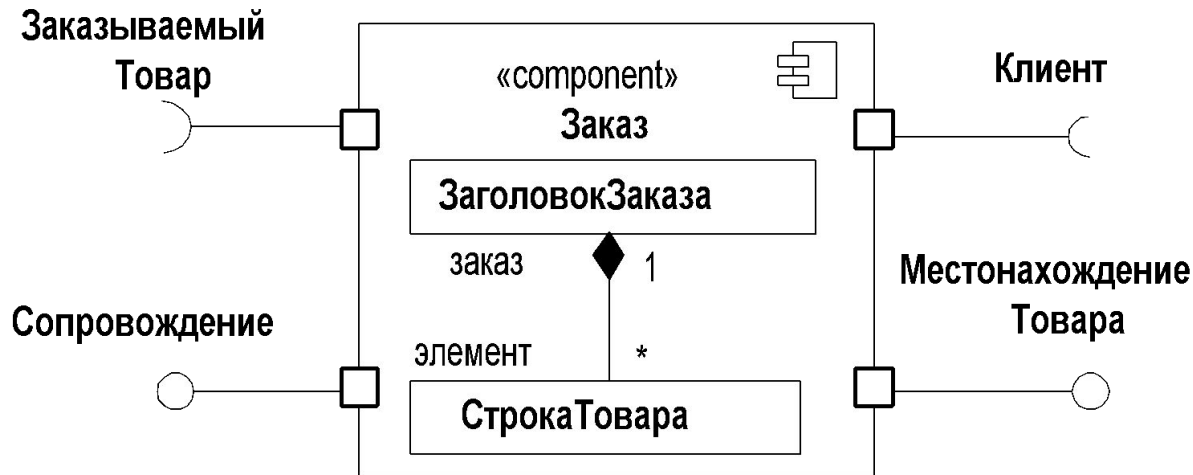 Заказываемый
Товар
«component»
Заказ
Клиент
ЗаголовокЗаказа
заказ
1
Местонахождение
Товара
Сопровождение
элемент
*
СтрокаТовара